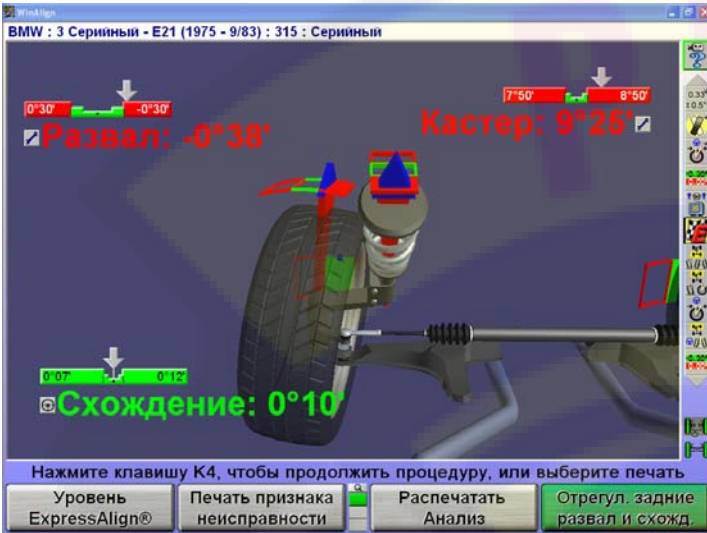 WinAlign
BMW : 3 Серийный - E21 (1975 - 9/83) : 315 : Серийный
0°30' -0°30'
Развал: -0°38'
7°50' 8°50'
Кастер: 9°25'
0°07' 0°12'
Схождение: 0°10'
0.33°
Нажмите клавишу K4, чтобы продолжить процедуру, или выберите печать
Уровень
ExpressAlign®
Печать признака
неисправности
Распечатать
Анализ
Отрегул. задние
развал и схожд.